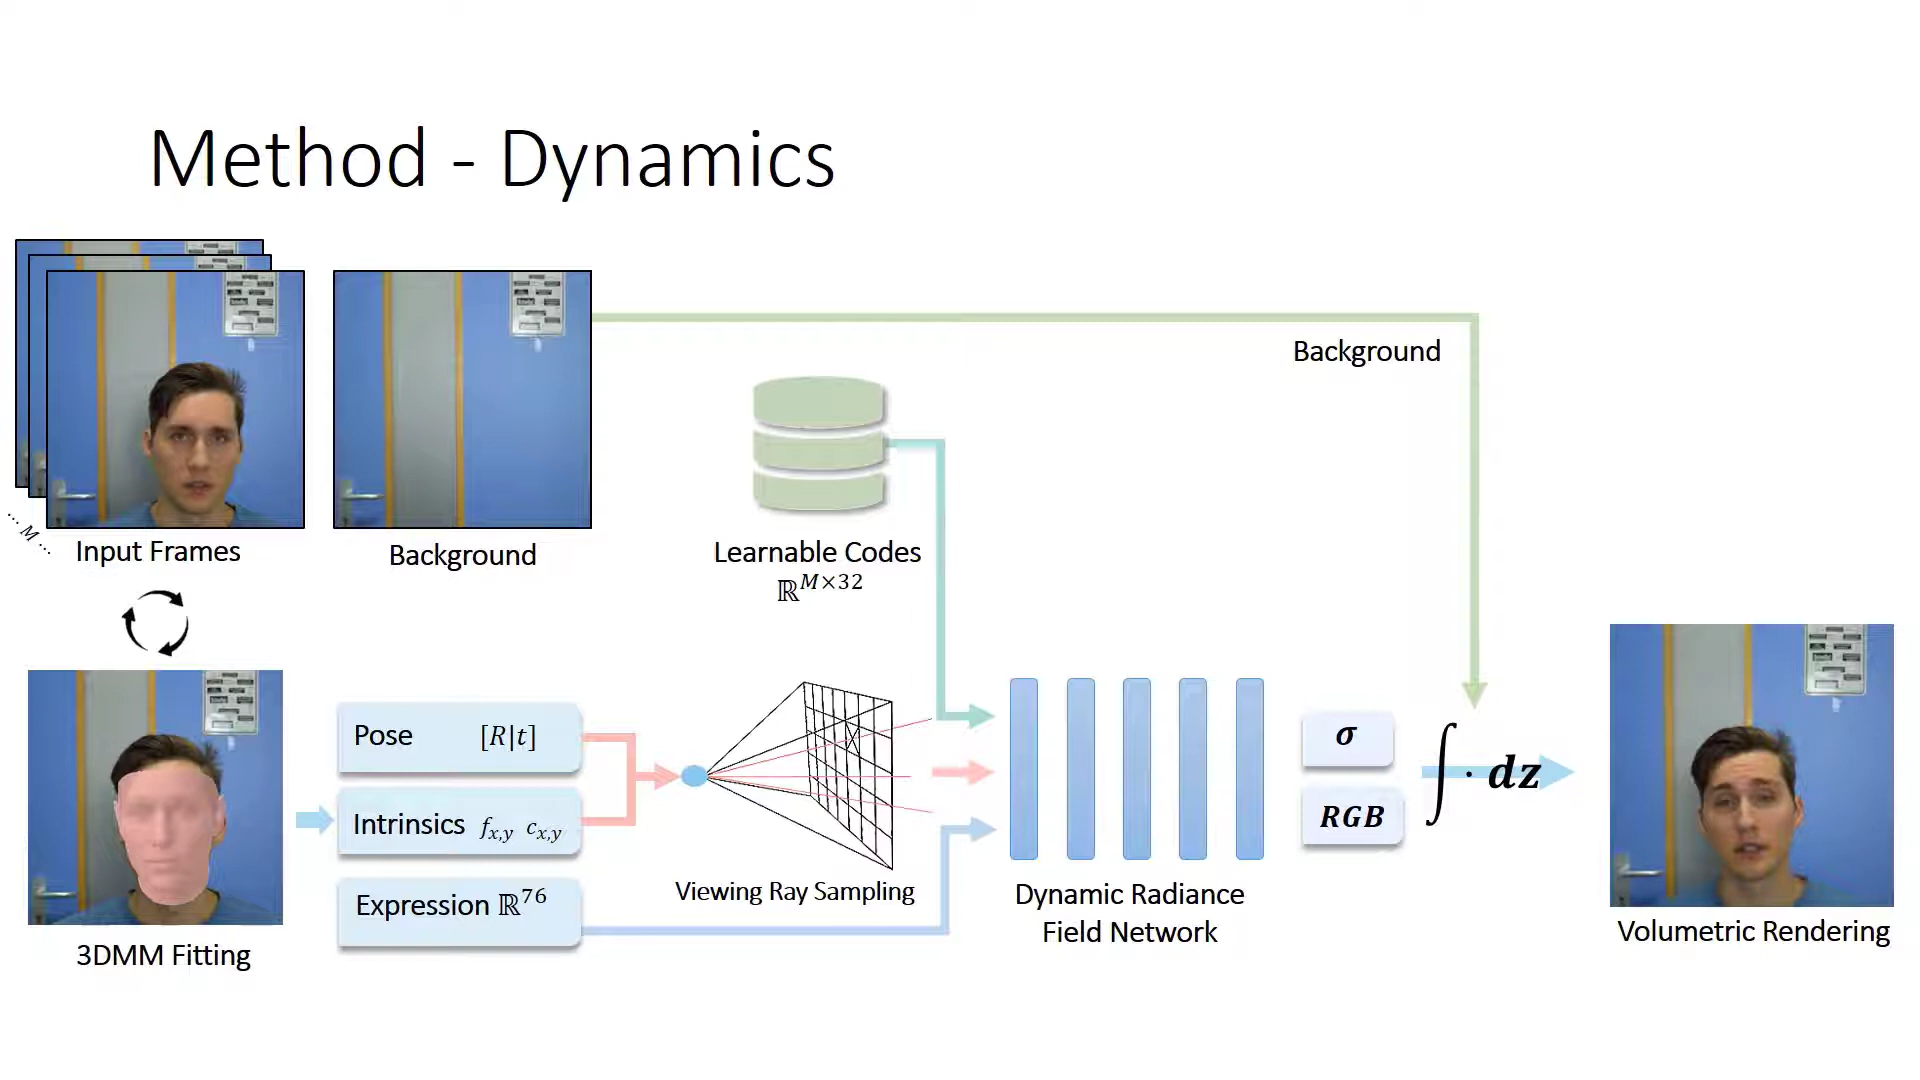 Method - Dynamics
Background
... M ...
Input Frames
Background
Learnable Codes
ℝ^{M×32}
Pose [R|t]
Intrinsics f_{x,y} c_{x,y}
Expression ℝ^{76}
3DMM Fitting
Viewing Ray Sampling
Dynamic Radiance
Field Network
σ
RGB
∫ · dz
Volumetric Rendering